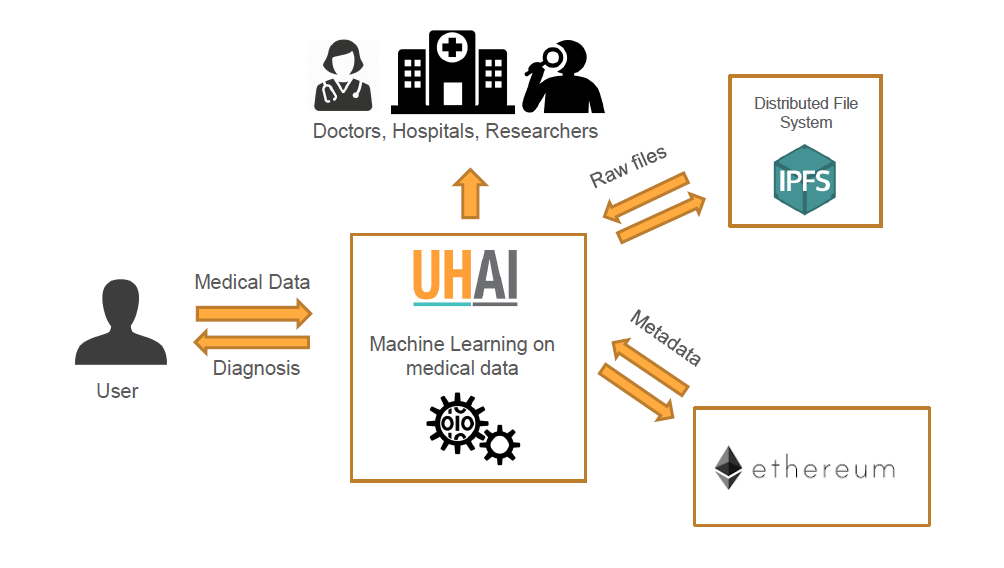 Doctors, Hospitals, Researchers
Distributed File
System
IPFS
Raw files
UHAI
Machine Learning on
medical data
OIO
Medical Data
Diagnosis
User
Metadata
ethereum